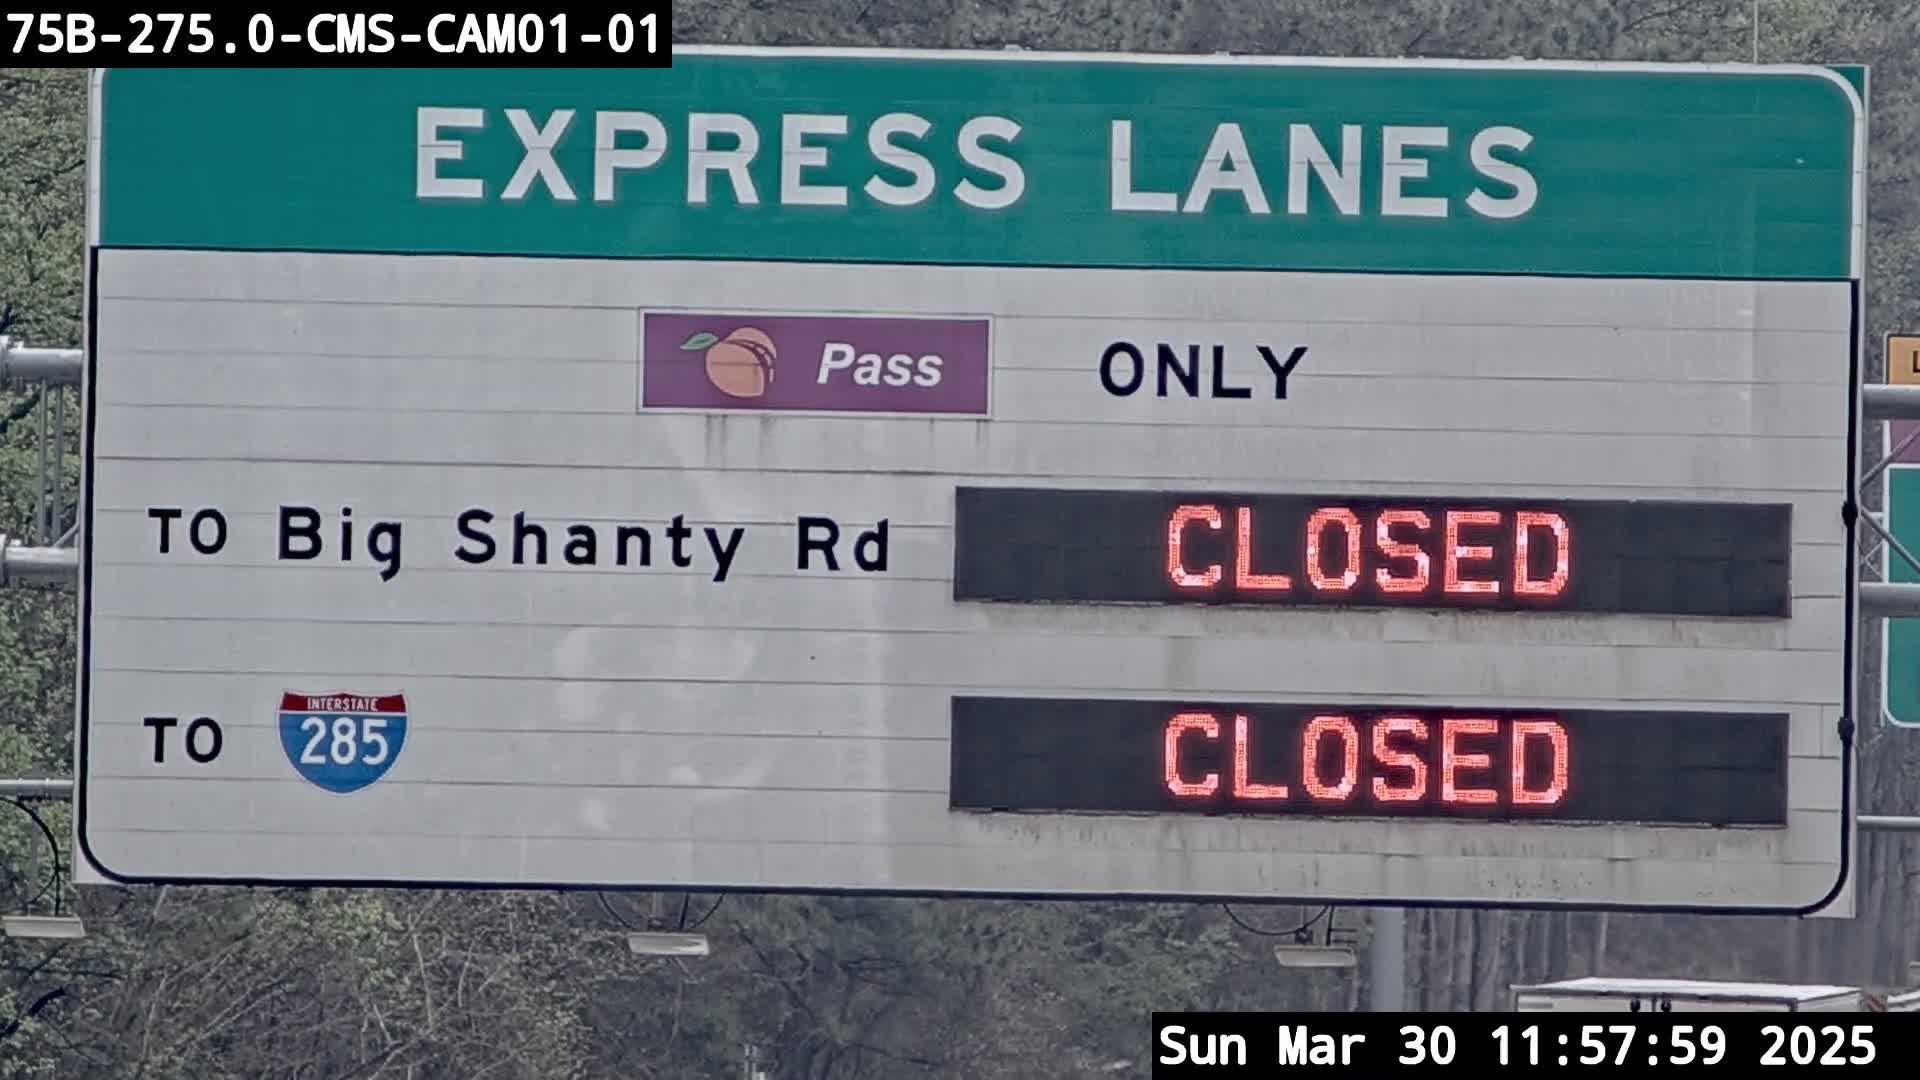 75B-275.0-CMS-CAM01-01
EXPRESS LANES
Pass ONLY
TO Big Shanty Rd CLOSED
TO INTERSTATE 285 CLOSED
Sun Mar 30 11:57:59 2025